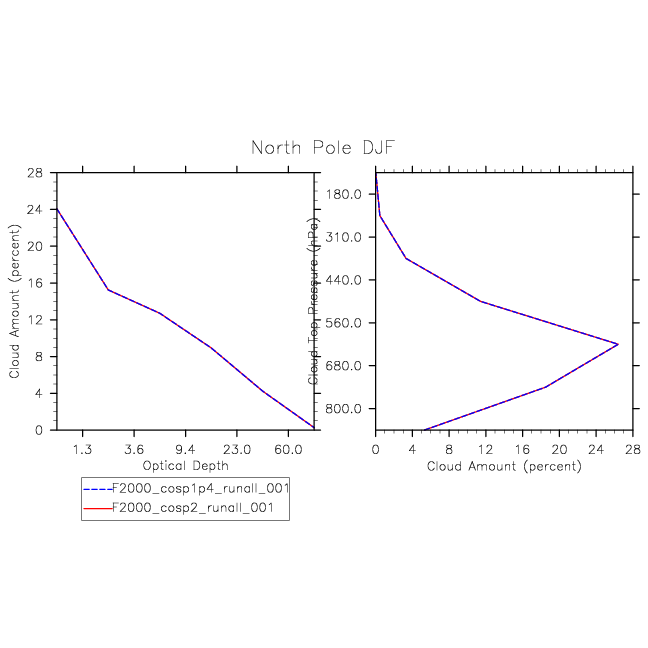 North Pole DJF
28
24
20
16
12
8
4
0
Cloud Amount (percent)
1.3 3.6 9.4 23.0 60.0
Optical Depth
Cloud Top Pressure (hPa)
180.0
310.0
440.0
560.0
680.0
800.0
0 4 8 12 16 20 24 28
Cloud Amount (percent)
F2000_cosp1p4_runall_001
F2000_cosp2_runall_001